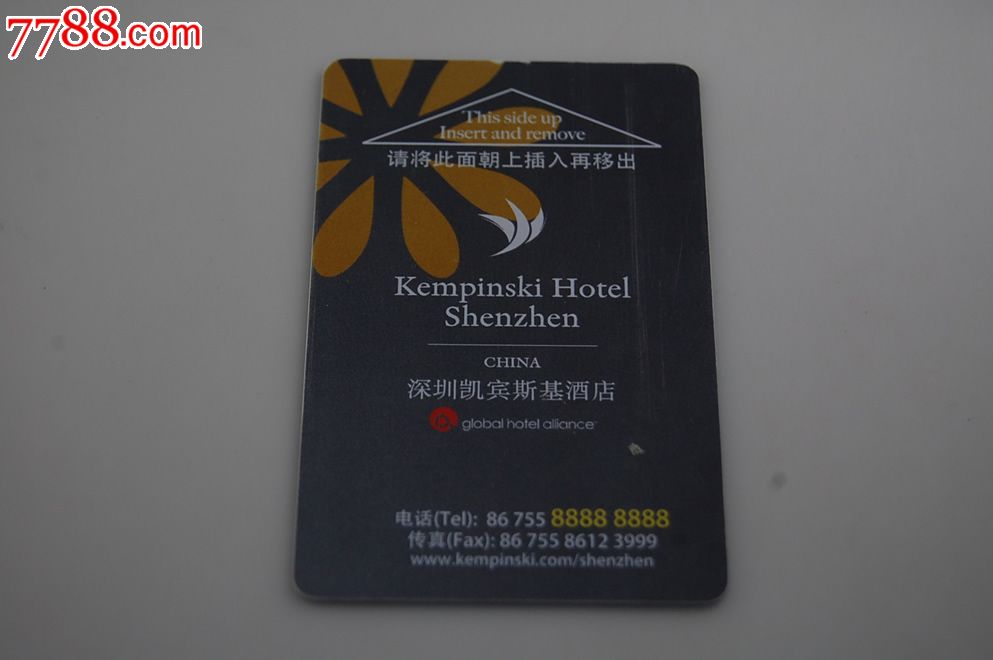 7788.com
This side up
Insert and remove
请将此面朝上插入再移出
Kempinski Hotel
Shenzhen
CHINA
深圳凯宾斯基酒店
global hotel alliance
电话(Tel): 86 755 8888 8888
传真(Fax): 86 755 8612 3999
www.kempinski.com/shenzhen